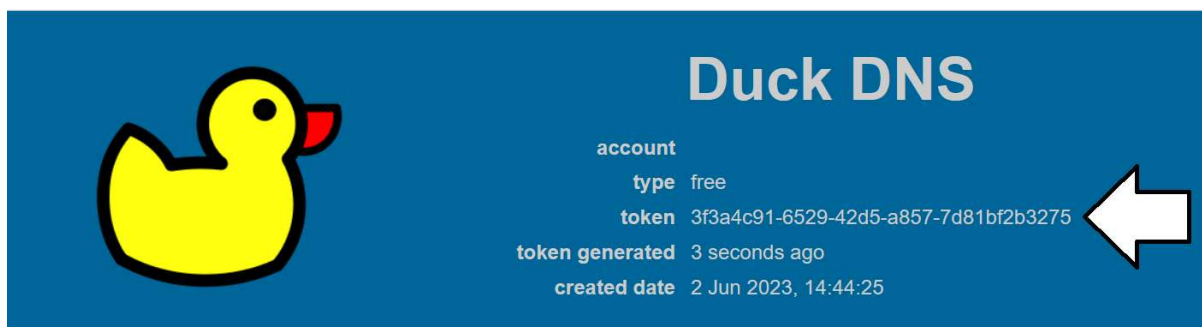 Duck DNS
account
type free
token 3f3a4c91-6529-42d5-a857-7d81bf2b3275
token generated 3 seconds ago
created date 2 Jun 2023, 14:44:25